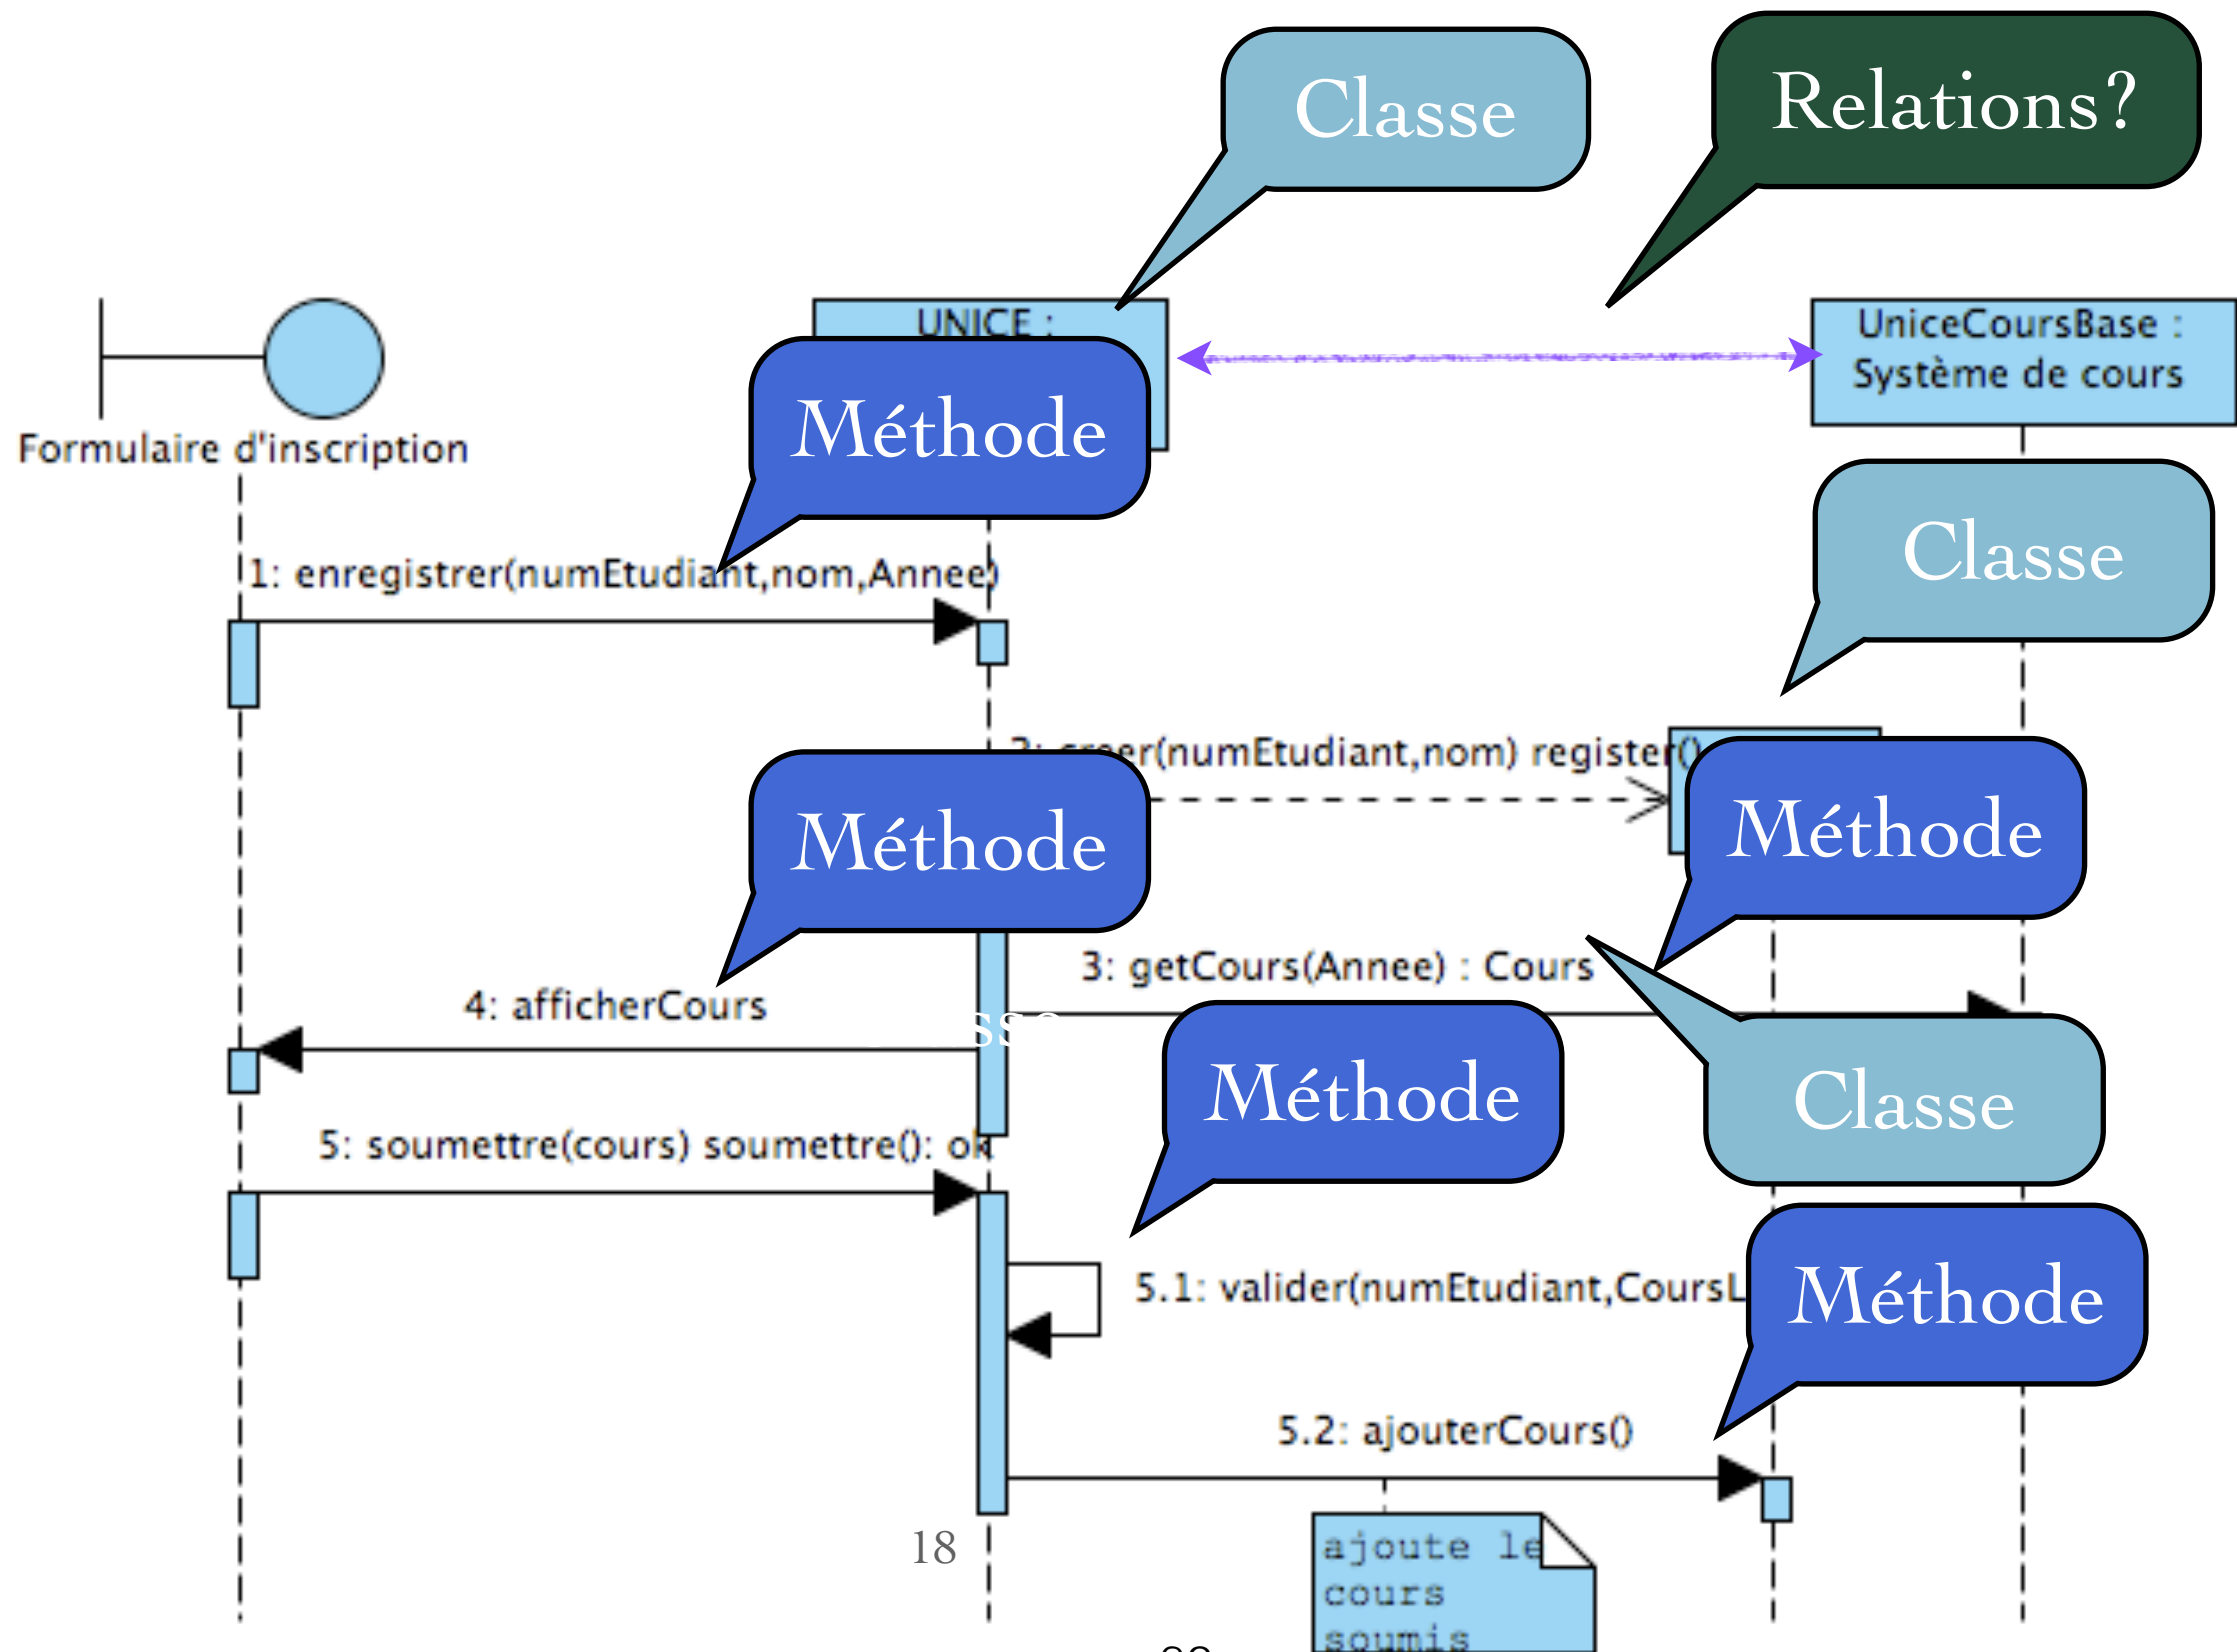 Classe
Relations?
UNICE :
UniceCoursBase :
Système de cours
Méthode
Formulaire d'inscription
Classe
1: enregistrer(numEtudiant,nom,Annee)
creer(numEtudiant,nom) register()
Méthode
Méthode
3: getCours(Annee) : Cours
4: afficherCours
Méthode
Classe
5: soumettre(cours) soumettre(): ok
5.1: valider(numEtudiant,CoursL
Méthode
5.2: ajouterCours()
18
ajoute le
cours
soumis